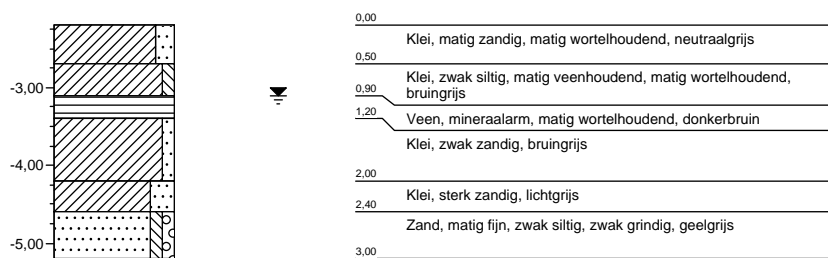 0,00
Klei, matig zandig, matig wortelhoudend, neutraalgrijs
0,50
Klei, zwak siltig, matig veenhoudend, matig wortelhoudend,
bruingrijs
-3,00
0,90
1,20
Veen, mineraalarm, matig wortelhoudend, donkerbruin
Klei, zwak zandig, bruingrijs
-4,00
2,00
Klei, sterk zandig, lichtgrijs
2,40
Zand, matig fijn, zwak siltig, zwak grindig, geelgrijs
-5,00
3,00